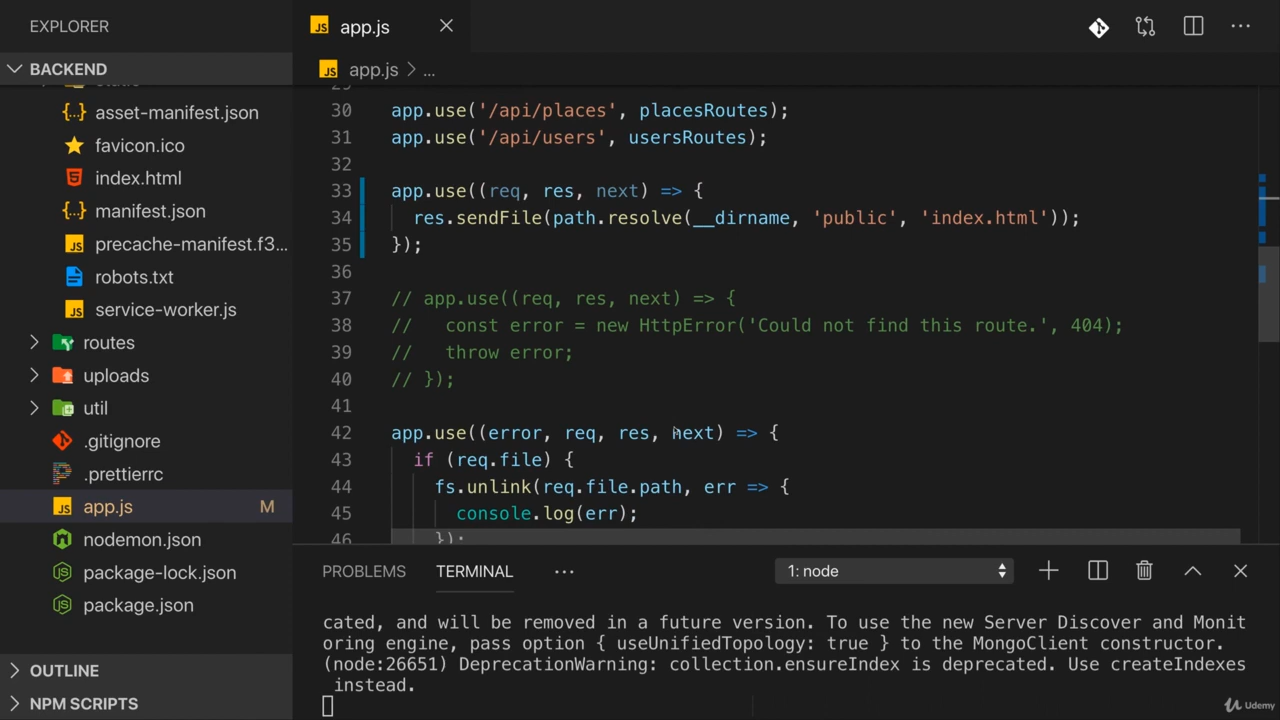 EXPLORER
BACKEND
asset-manifest.json
favicon.ico
index.html
manifest.json
precache-manifest.f3...
robots.txt
service-worker.js
routes
uploads
util
.gitignore
.prettierrc
app.js M
nodemon.json
package-lock.json
package.json
OUTLINE
NPM SCRIPTS
JS app.js
JS app.js > ...
30 app.use('/api/places', placesRoutes);
31 app.use('/api/users', usersRoutes);
32
33 app.use((req, res, next) => {
34 res.sendFile(path.resolve(__dirname, 'public', 'index.html'));
35 });
36
37 // app.use((req, res, next) => {
38 // const error = new HttpError('Could not find this route.', 404);
39 // throw error;
40 // });
41
42 app.use((error, req, res, next) => {
43 if (req.file) {
44 fs.unlink(req.file.path, err => {
45 console.log(err);
46 });
PROBLEMS TERMINAL ... 1: node
cated, and will be removed in a future version. To use the new Server Discover and Monit
oring engine, pass option { useUnifiedTopology: true } to the MongoClient constructor.
(node:26651) DeprecationWarning: collection.ensureIndex is deprecated. Use createIndexes
instead.
Udemy